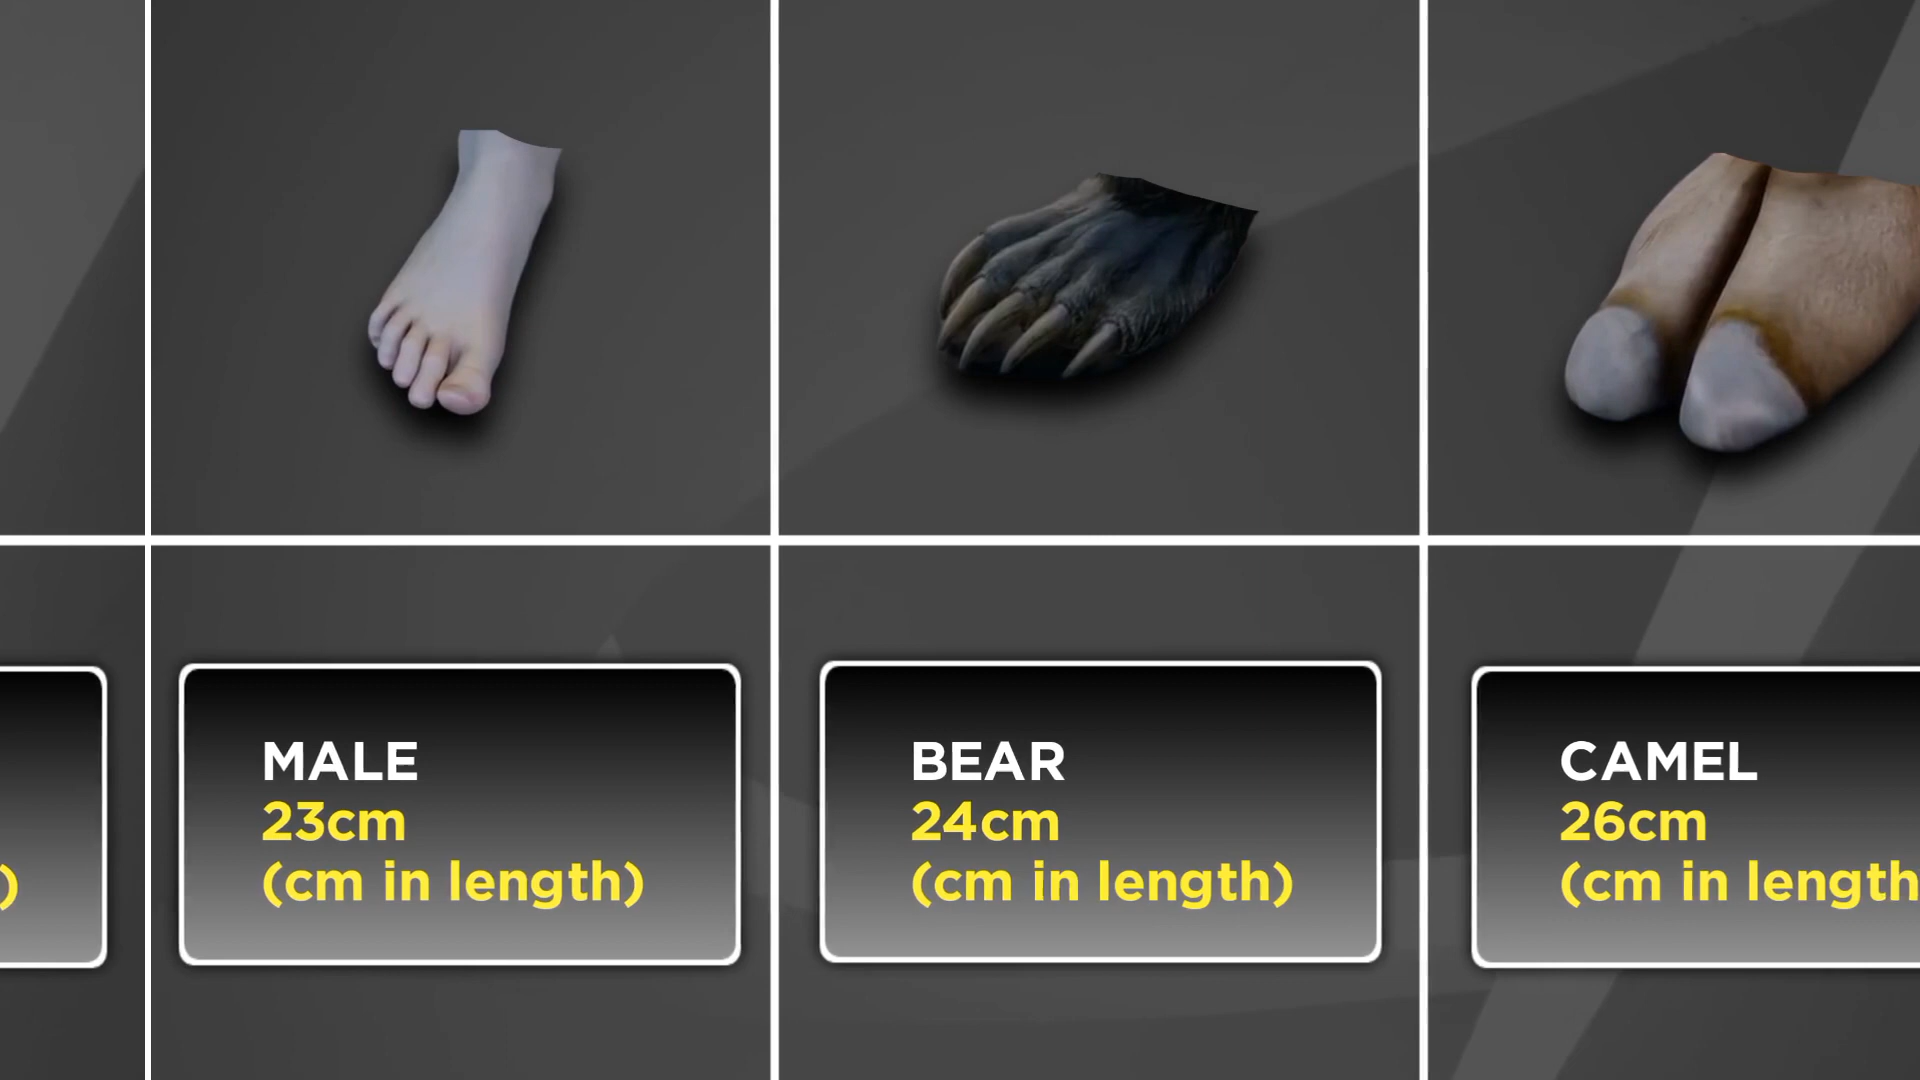 )
MALE
23cm
(cm in length)
BEAR
24cm
(cm in length)
CAMEL
26cm
(cm in length